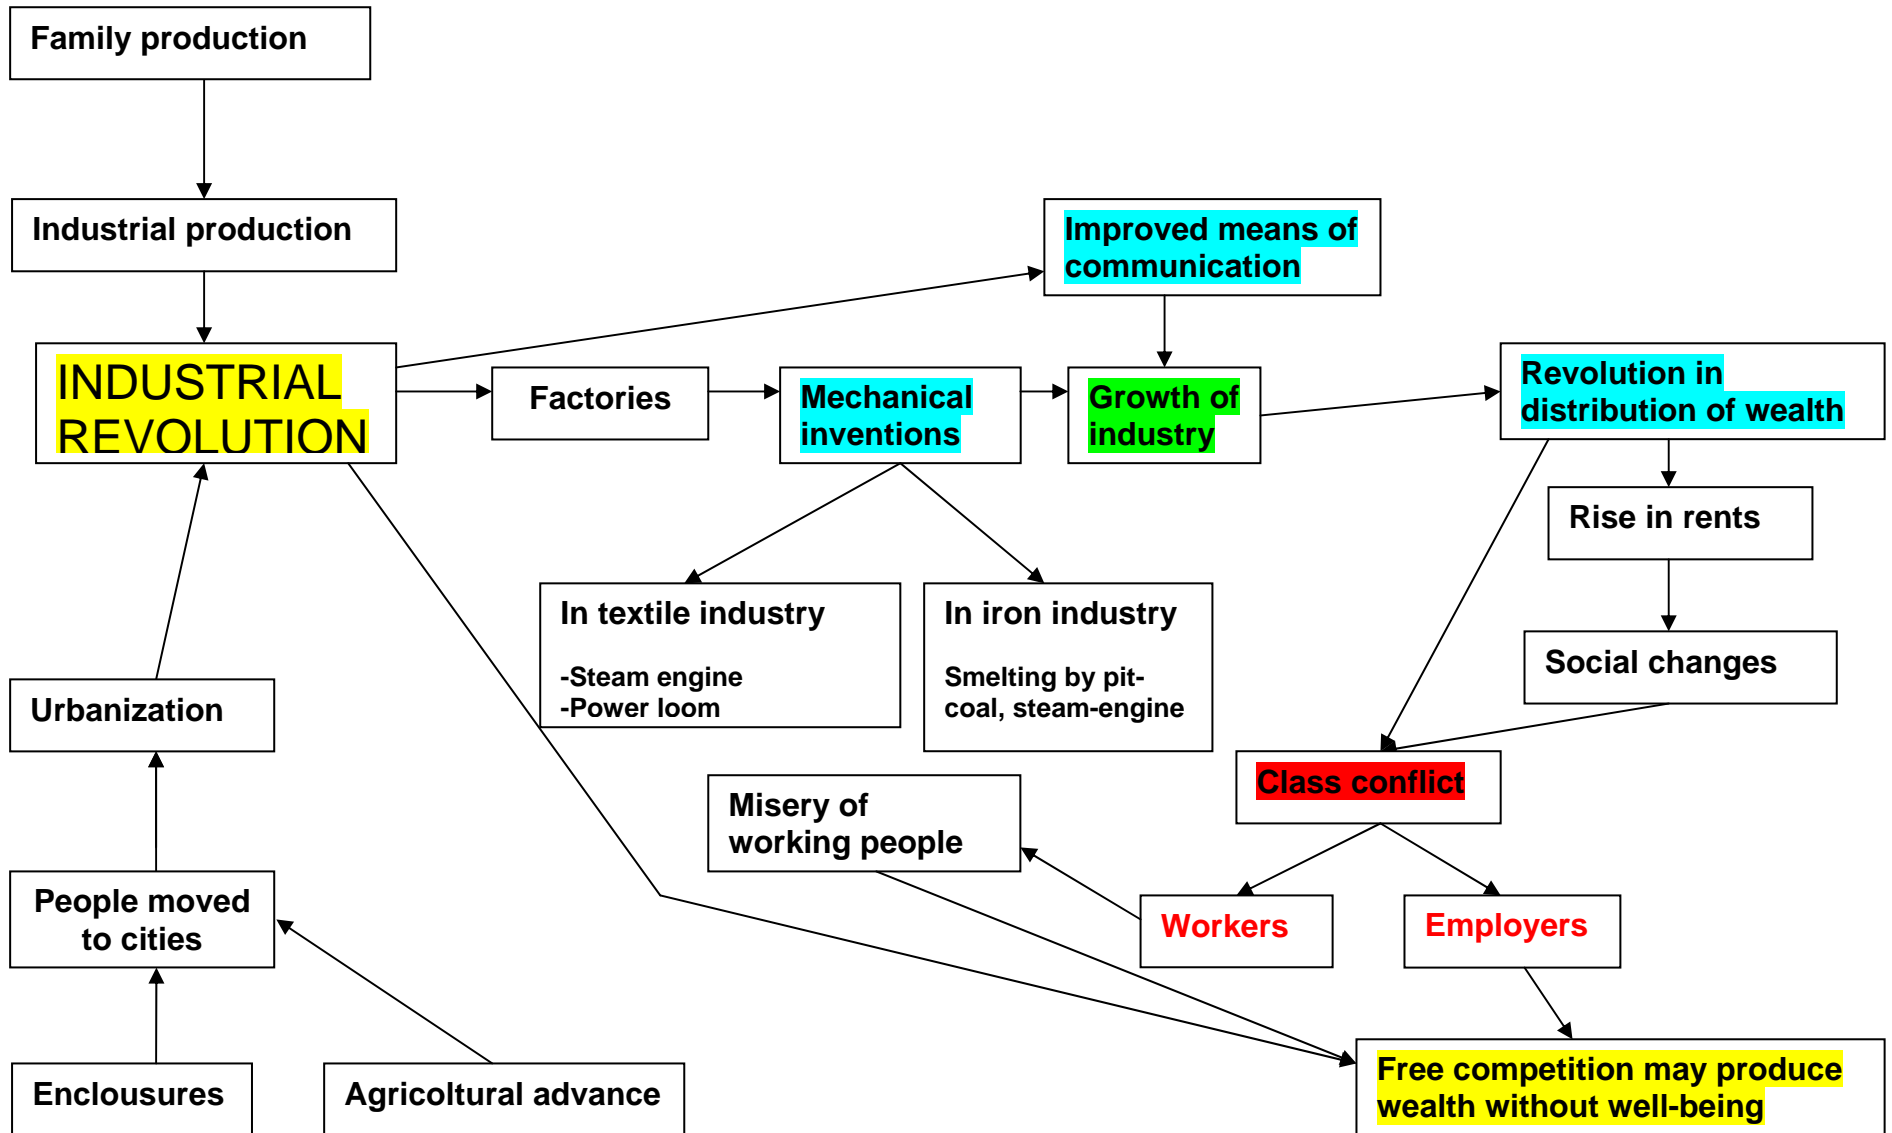 Family production
Industrial production
Improved means of
communication
INDUSTRIAL
REVOLUTION
Factories
Mechanical
inventions
Growth of
industry
Revolution in
distribution of wealth
Rise in rents
In textile industry
-Steam engine
-Power loom
In iron industry
Smelting by pit-
coal, steam-engine
Social changes
Urbanization
Class conflict
Misery of
working people
People moved
to cities
Workers
Employers
Enclousures
Agricoltural advance
Free competition may produce
wealth without well-being